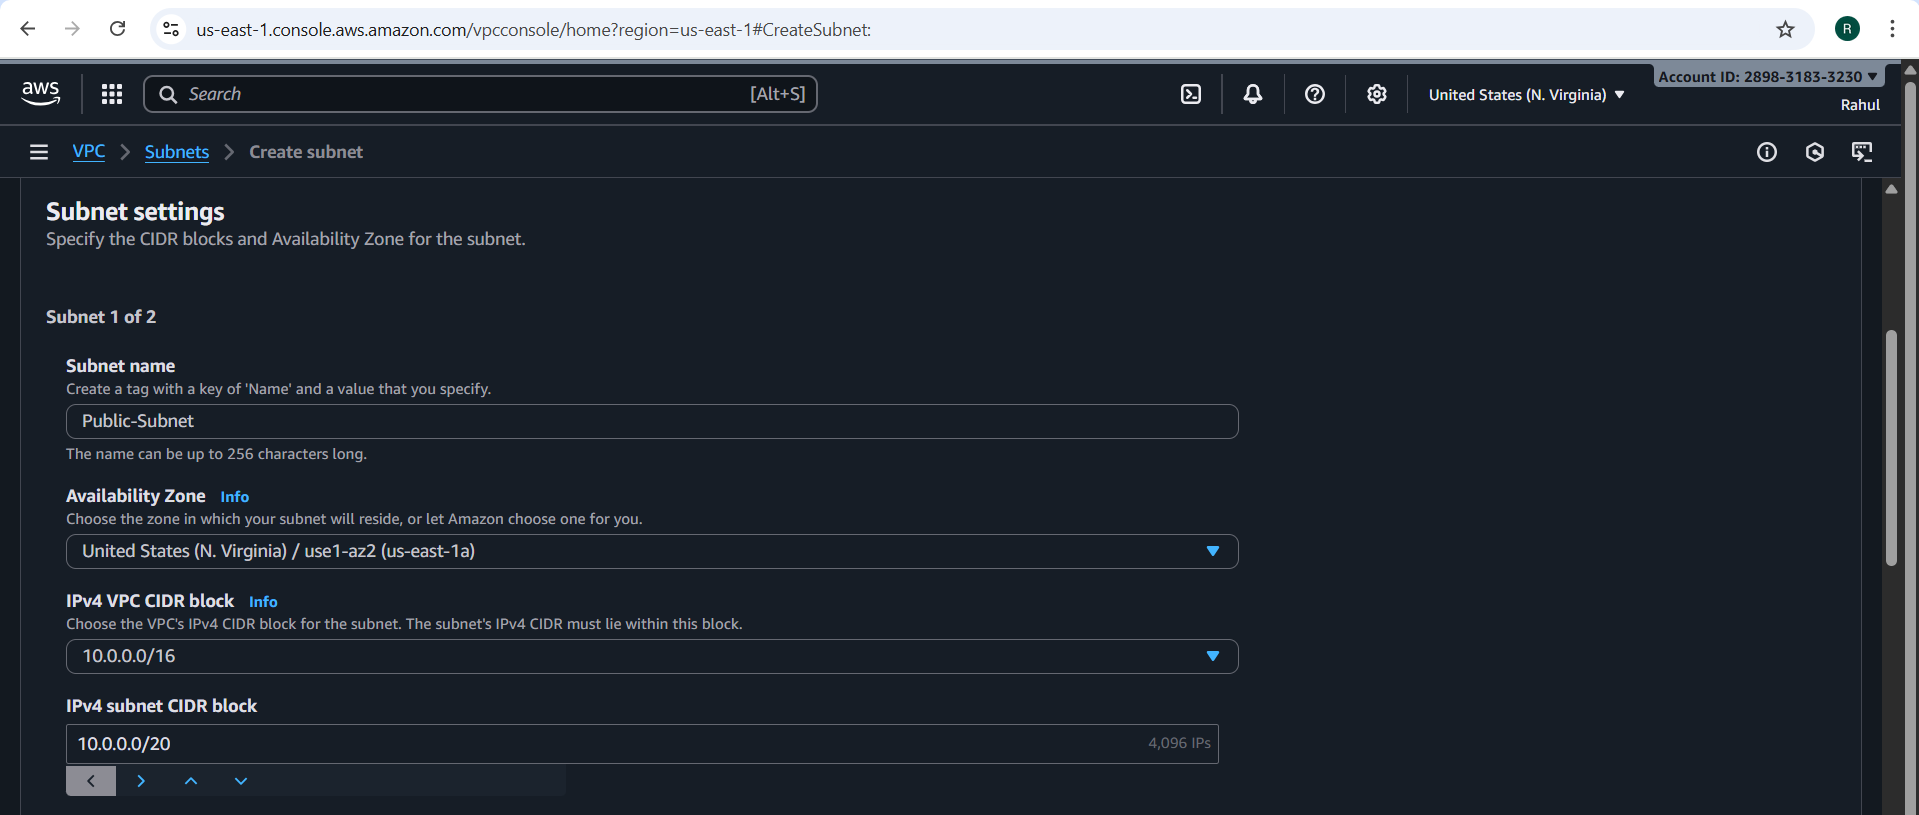 us-east-1.console.aws.amazon.com/vpcconsole/home?region=us-east-1#CreateSubnet:
R
aws
Search
[Alt+S]
United States (N. Virginia)
Account ID: 2898-3183-3230
Rahul
VPC
Subnets
Create subnet
Subnet settings
Specify the CIDR blocks and Availability Zone for the subnet.
Subnet 1 of 2
Subnet name
Create a tag with a key of 'Name' and a value that you specify.
Public-Subnet
The name can be up to 256 characters long.
Availability Zone Info
Choose the zone in which your subnet will reside, or let Amazon choose one for you.
United States (N. Virginia) / use1-az2 (us-east-1a)
IPv4 VPC CIDR block Info
Choose the VPC's IPv4 CIDR block for the subnet. The subnet's IPv4 CIDR must lie within this block.
10.0.0.0/16
IPv4 subnet CIDR block
10.0.0.0/20
4,096 IPs